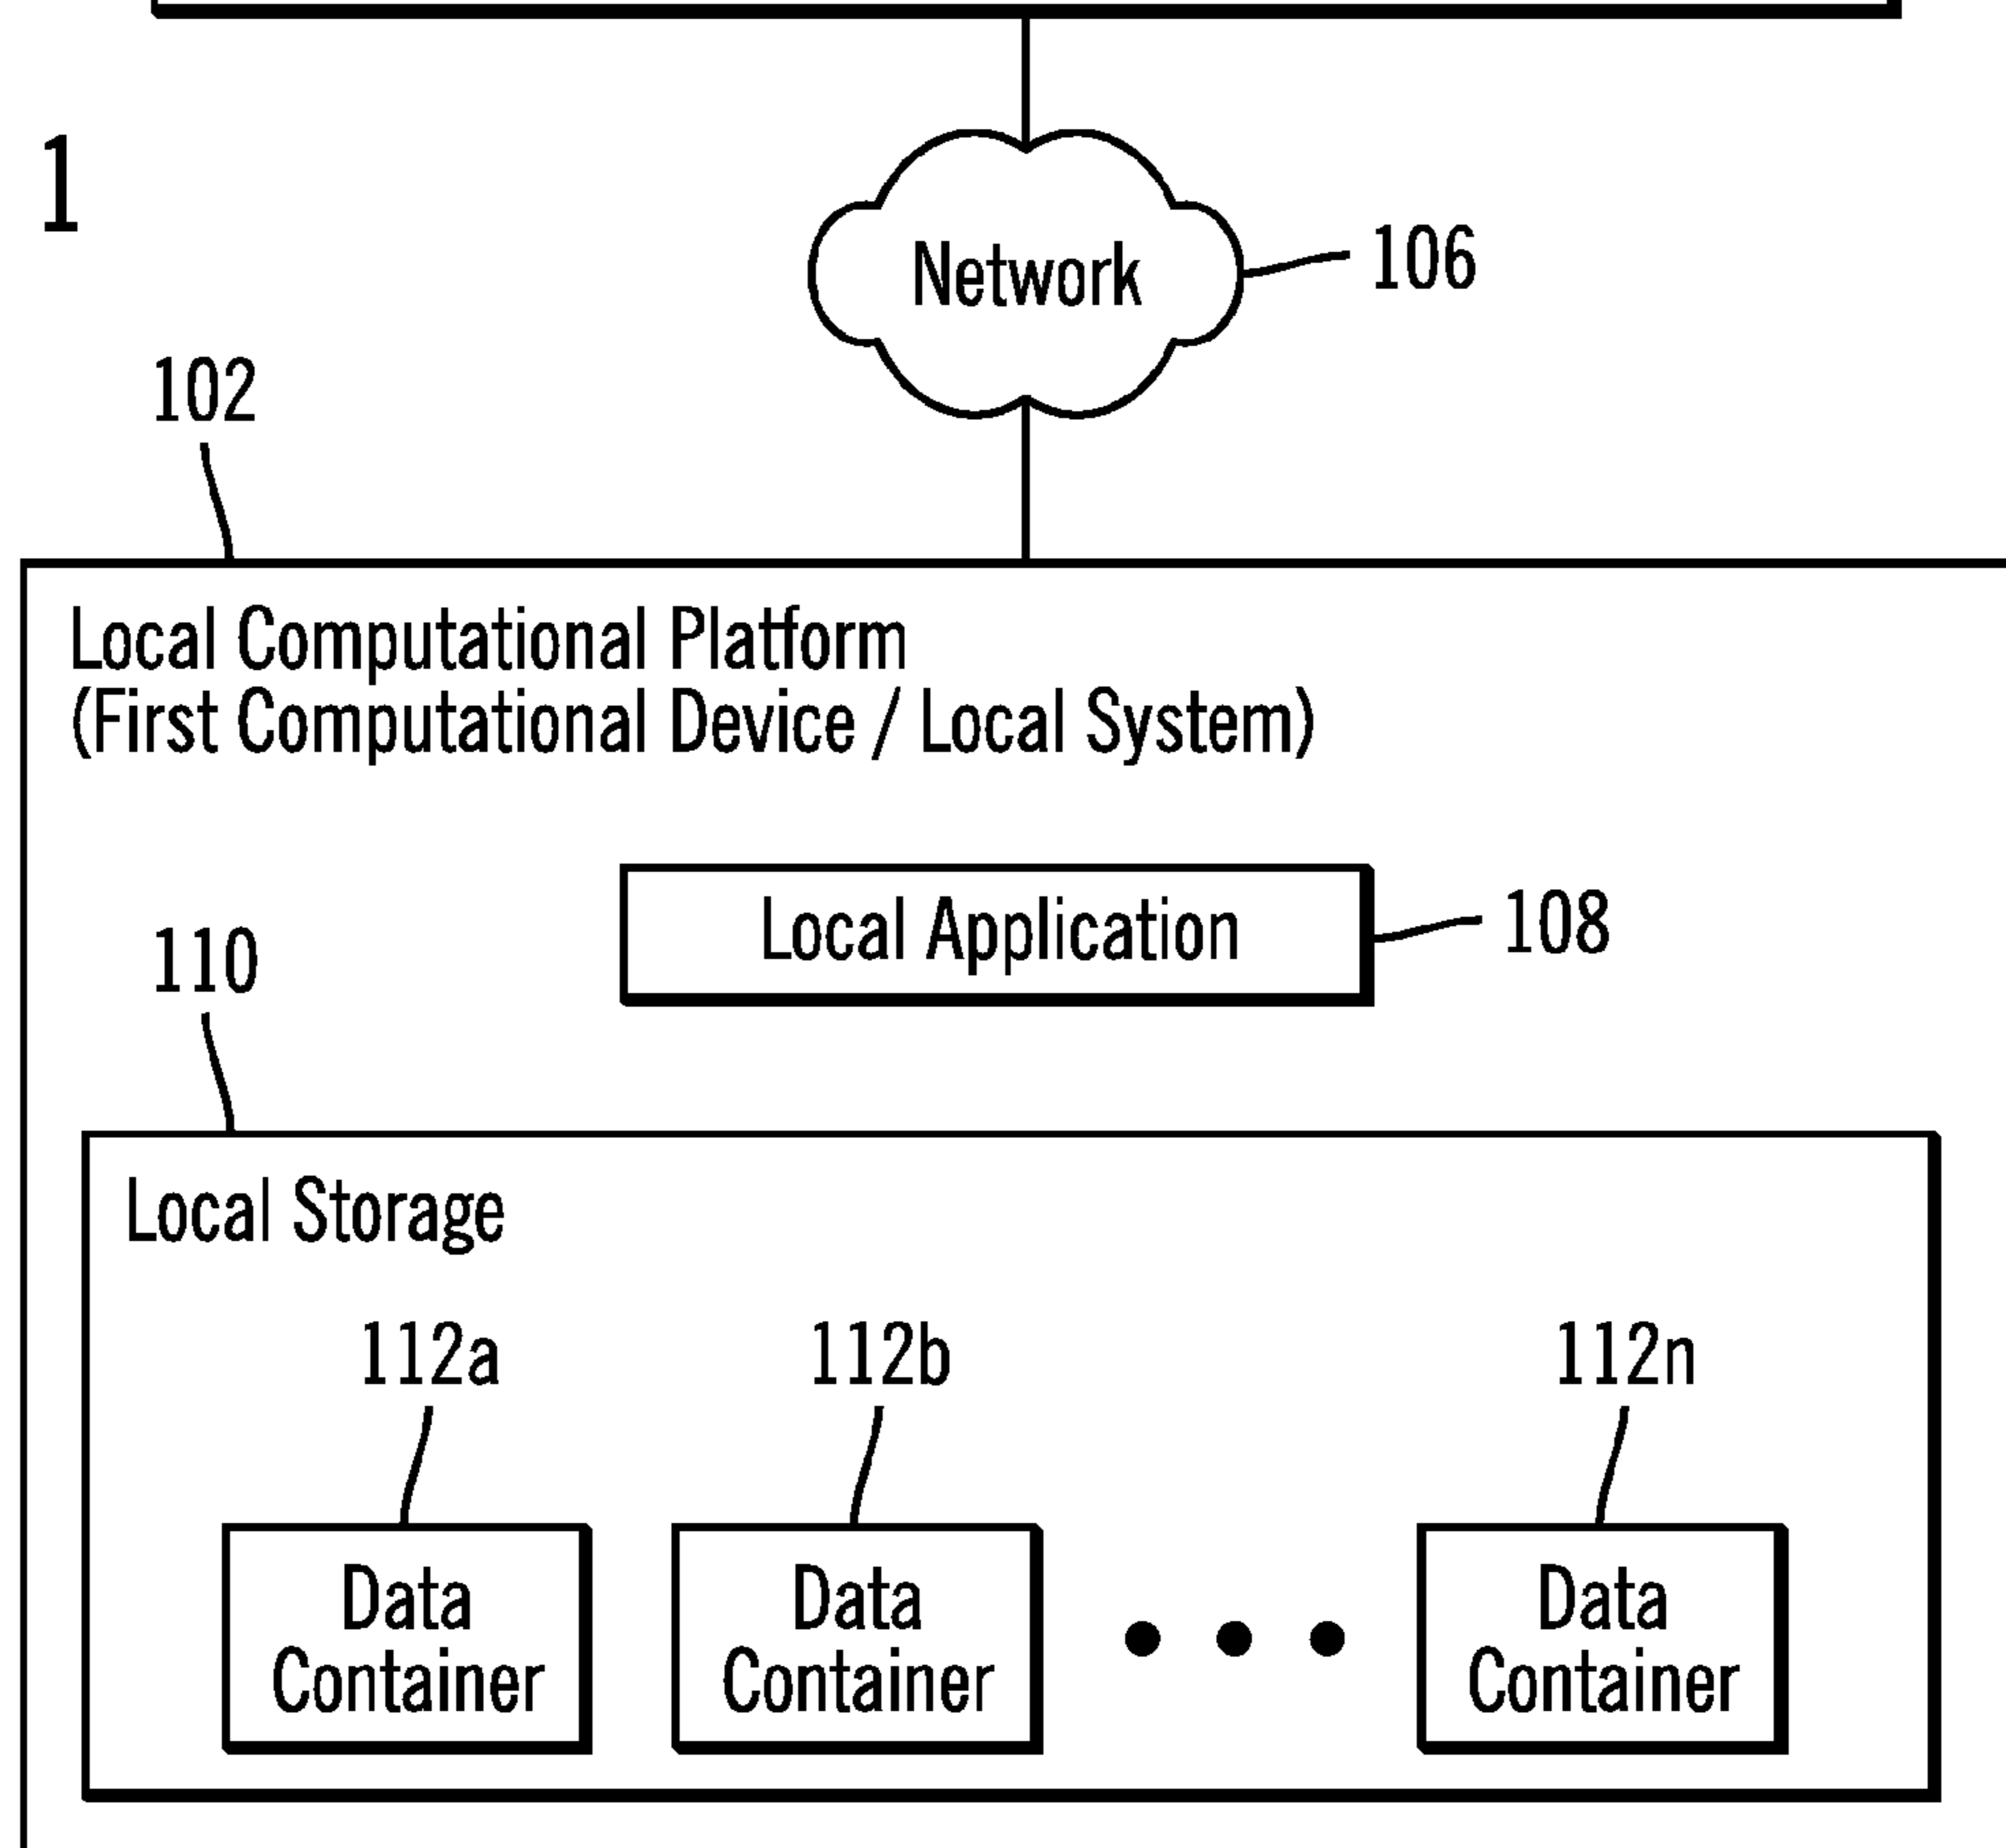 1
Network
106
102
Local Computational Platform
(First Computational Device / Local System)
Local Application
108
110
Local Storage
112a
112b
112n
Data
Container
Data
Container
Data
Container